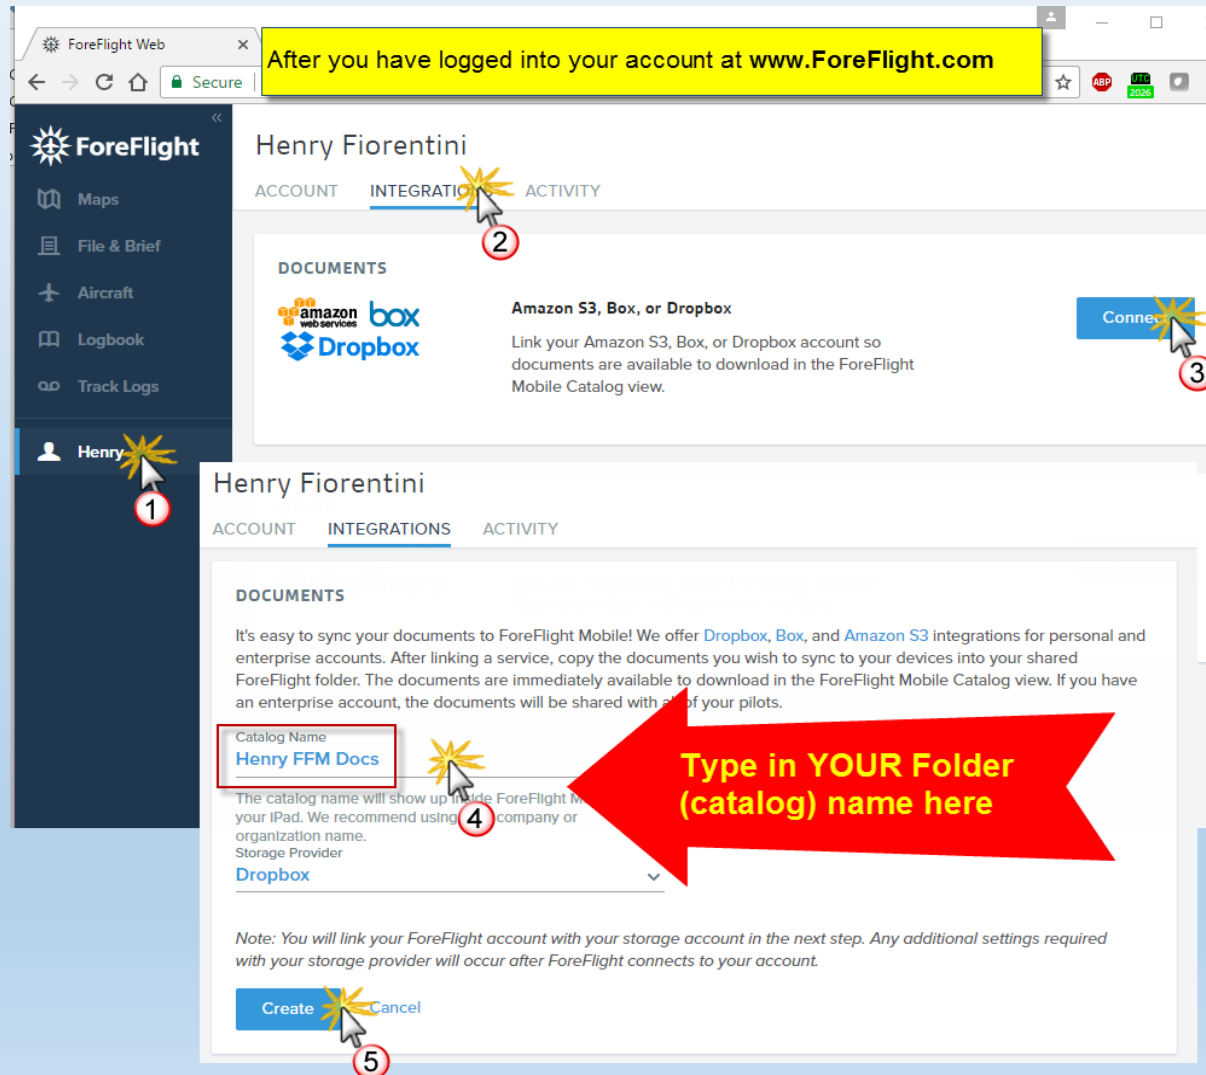 ForeFlight Web
After you have logged into your account at www.ForeFlight.com
Secure
ABP
UTC
2026
ForeFlight
Maps
File & Brief
Aircraft
Logbook
Track Logs
Henry
1
Henry Fiorentini
ACCOUNT INTEGRATIONS ACTIVITY
2
DOCUMENTS
amazon
web services
box
Dropbox
Amazon S3, Box, or Dropbox
Link your Amazon S3, Box, or Dropbox account so
documents are available to download in the ForeFlight
Mobile Catalog view.
Connect
3
Henry Fiorentini
ACCOUNT INTEGRATIONS ACTIVITY
DOCUMENTS
It's easy to sync your documents to ForeFlight Mobile! We offer Dropbox, Box, and Amazon S3 integrations for personal and
enterprise accounts. After linking a service, copy the documents you wish to sync to your devices into your shared
ForeFlight folder. The documents are immediately available to download in the ForeFlight Mobile Catalog view. If you have
an enterprise account, the documents will be shared with all of your pilots.
Catalog Name
Henry FFM Docs
4
Type in YOUR Folder
(catalog) name here
The catalog name will show up inside ForeFlight M
your iPad. We recommend using company or
organization name.
Storage Provider
Dropbox
Note: You will link your ForeFlight account with your storage account in the next step. Any additional settings required
with your storage provider will occur after ForeFlight connects to your account.
Create Cancel
5